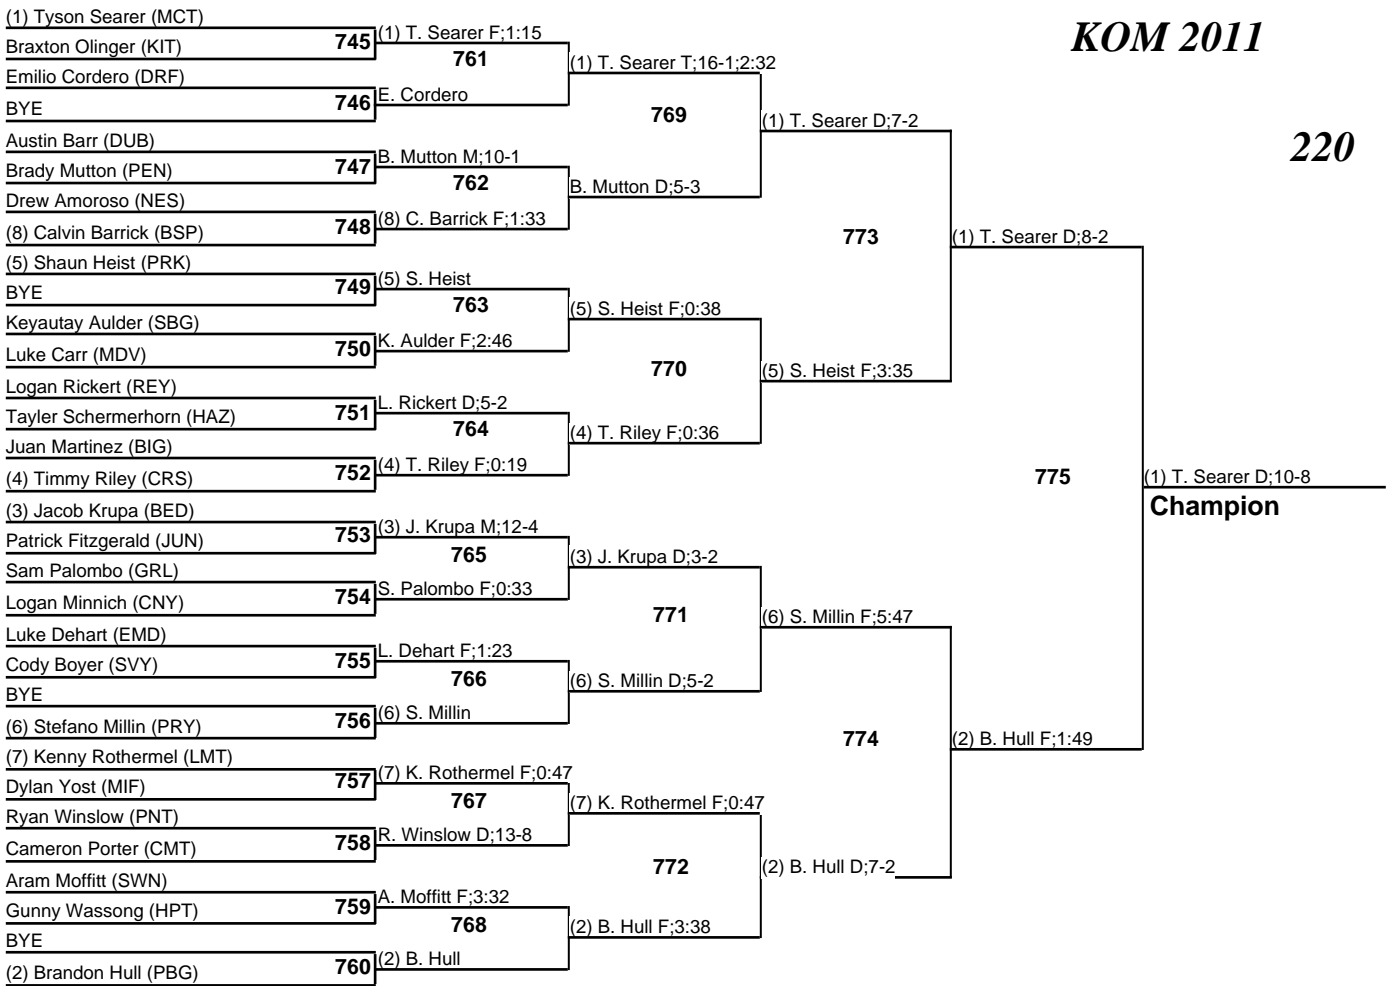 KOM 2011
220
(1) Tyson Searer (MCT)
Braxton Olinger (KIT)
Emilio Cordero (DRF)
BYE
Austin Barr (DUB)
Brady Mutton (PEN)
Drew Amoroso (NES)
(8) Calvin Barrick (BSP)
(5) Shaun Heist (PRK)
BYE
Keyautay Aulder (SBG)
Luke Carr (MDV)
Logan Rickert (REY)
Tayler Schermerhorn (HAZ)
Juan Martinez (BIG)
(4) Timmy Riley (CRS)
(3) Jacob Krupa (BED)
Patrick Fitzgerald (JUN)
Sam Palombo (GRL)
Logan Minnich (CNY)
Luke Dehart (EMD)
Cody Boyer (SVY)
BYE
(6) Stefano Millin (PRY)
(7) Kenny Rothermel (LMT)
Dylan Yost (MIF)
Ryan Winslow (PNT)
Cameron Porter (CMT)
Aram Moffitt (SWN)
Gunny Wassong (HPT)
BYE
(2) Brandon Hull (PBG)
745
746
747
748
749
750
751
752
753
754
755
756
757
758
759
760
(1) T. Searer F;1:15
E. Cordero
B. Mutton M;10-1
(8) C. Barrick F;1:33
(5) S. Heist
K. Aulder F;2:46
L. Rickert D;5-2
(4) T. Riley F;0:19
(3) J. Krupa M;12-4
S. Palombo F;0:33
L. Dehart F;1:23
(6) S. Millin
(7) K. Rothermel F;0:47
R. Winslow D;13-8
A. Moffitt F;3:32
(2) B. Hull
761
762
763
764
765
766
767
768
(1) T. Searer T;16-1;2:32
B. Mutton D;5-3
(5) S. Heist F;0:38
(4) T. Riley F;0:36
(3) J. Krupa D;3-2
(6) S. Millin D;5-2
(7) K. Rothermel F;0:47
(2) B. Hull F;3:38
769
770
771
772
(1) T. Searer D;7-2
(5) S. Heist F;3:35
(6) S. Millin F;5:47
(2) B. Hull D;7-2
773
774
(1) T. Searer D;8-2
(2) B. Hull F;1:49
775
(1) T. Searer D;10-8
Champion